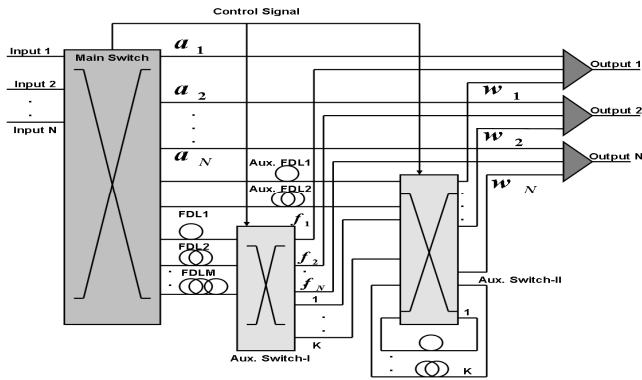 Control Signal
Input 1
Main Switch
a 1
Output 1
Input 2
a 2
w 1
Output 2
Input N
w 2
a N
Aux. FDL1
Output N
Aux. FDL2
w N
FDL1
f 1
FDL2
f 2
FDLM
f N
Aux. Switch-II
1
1
K
K
Aux. Switch-I